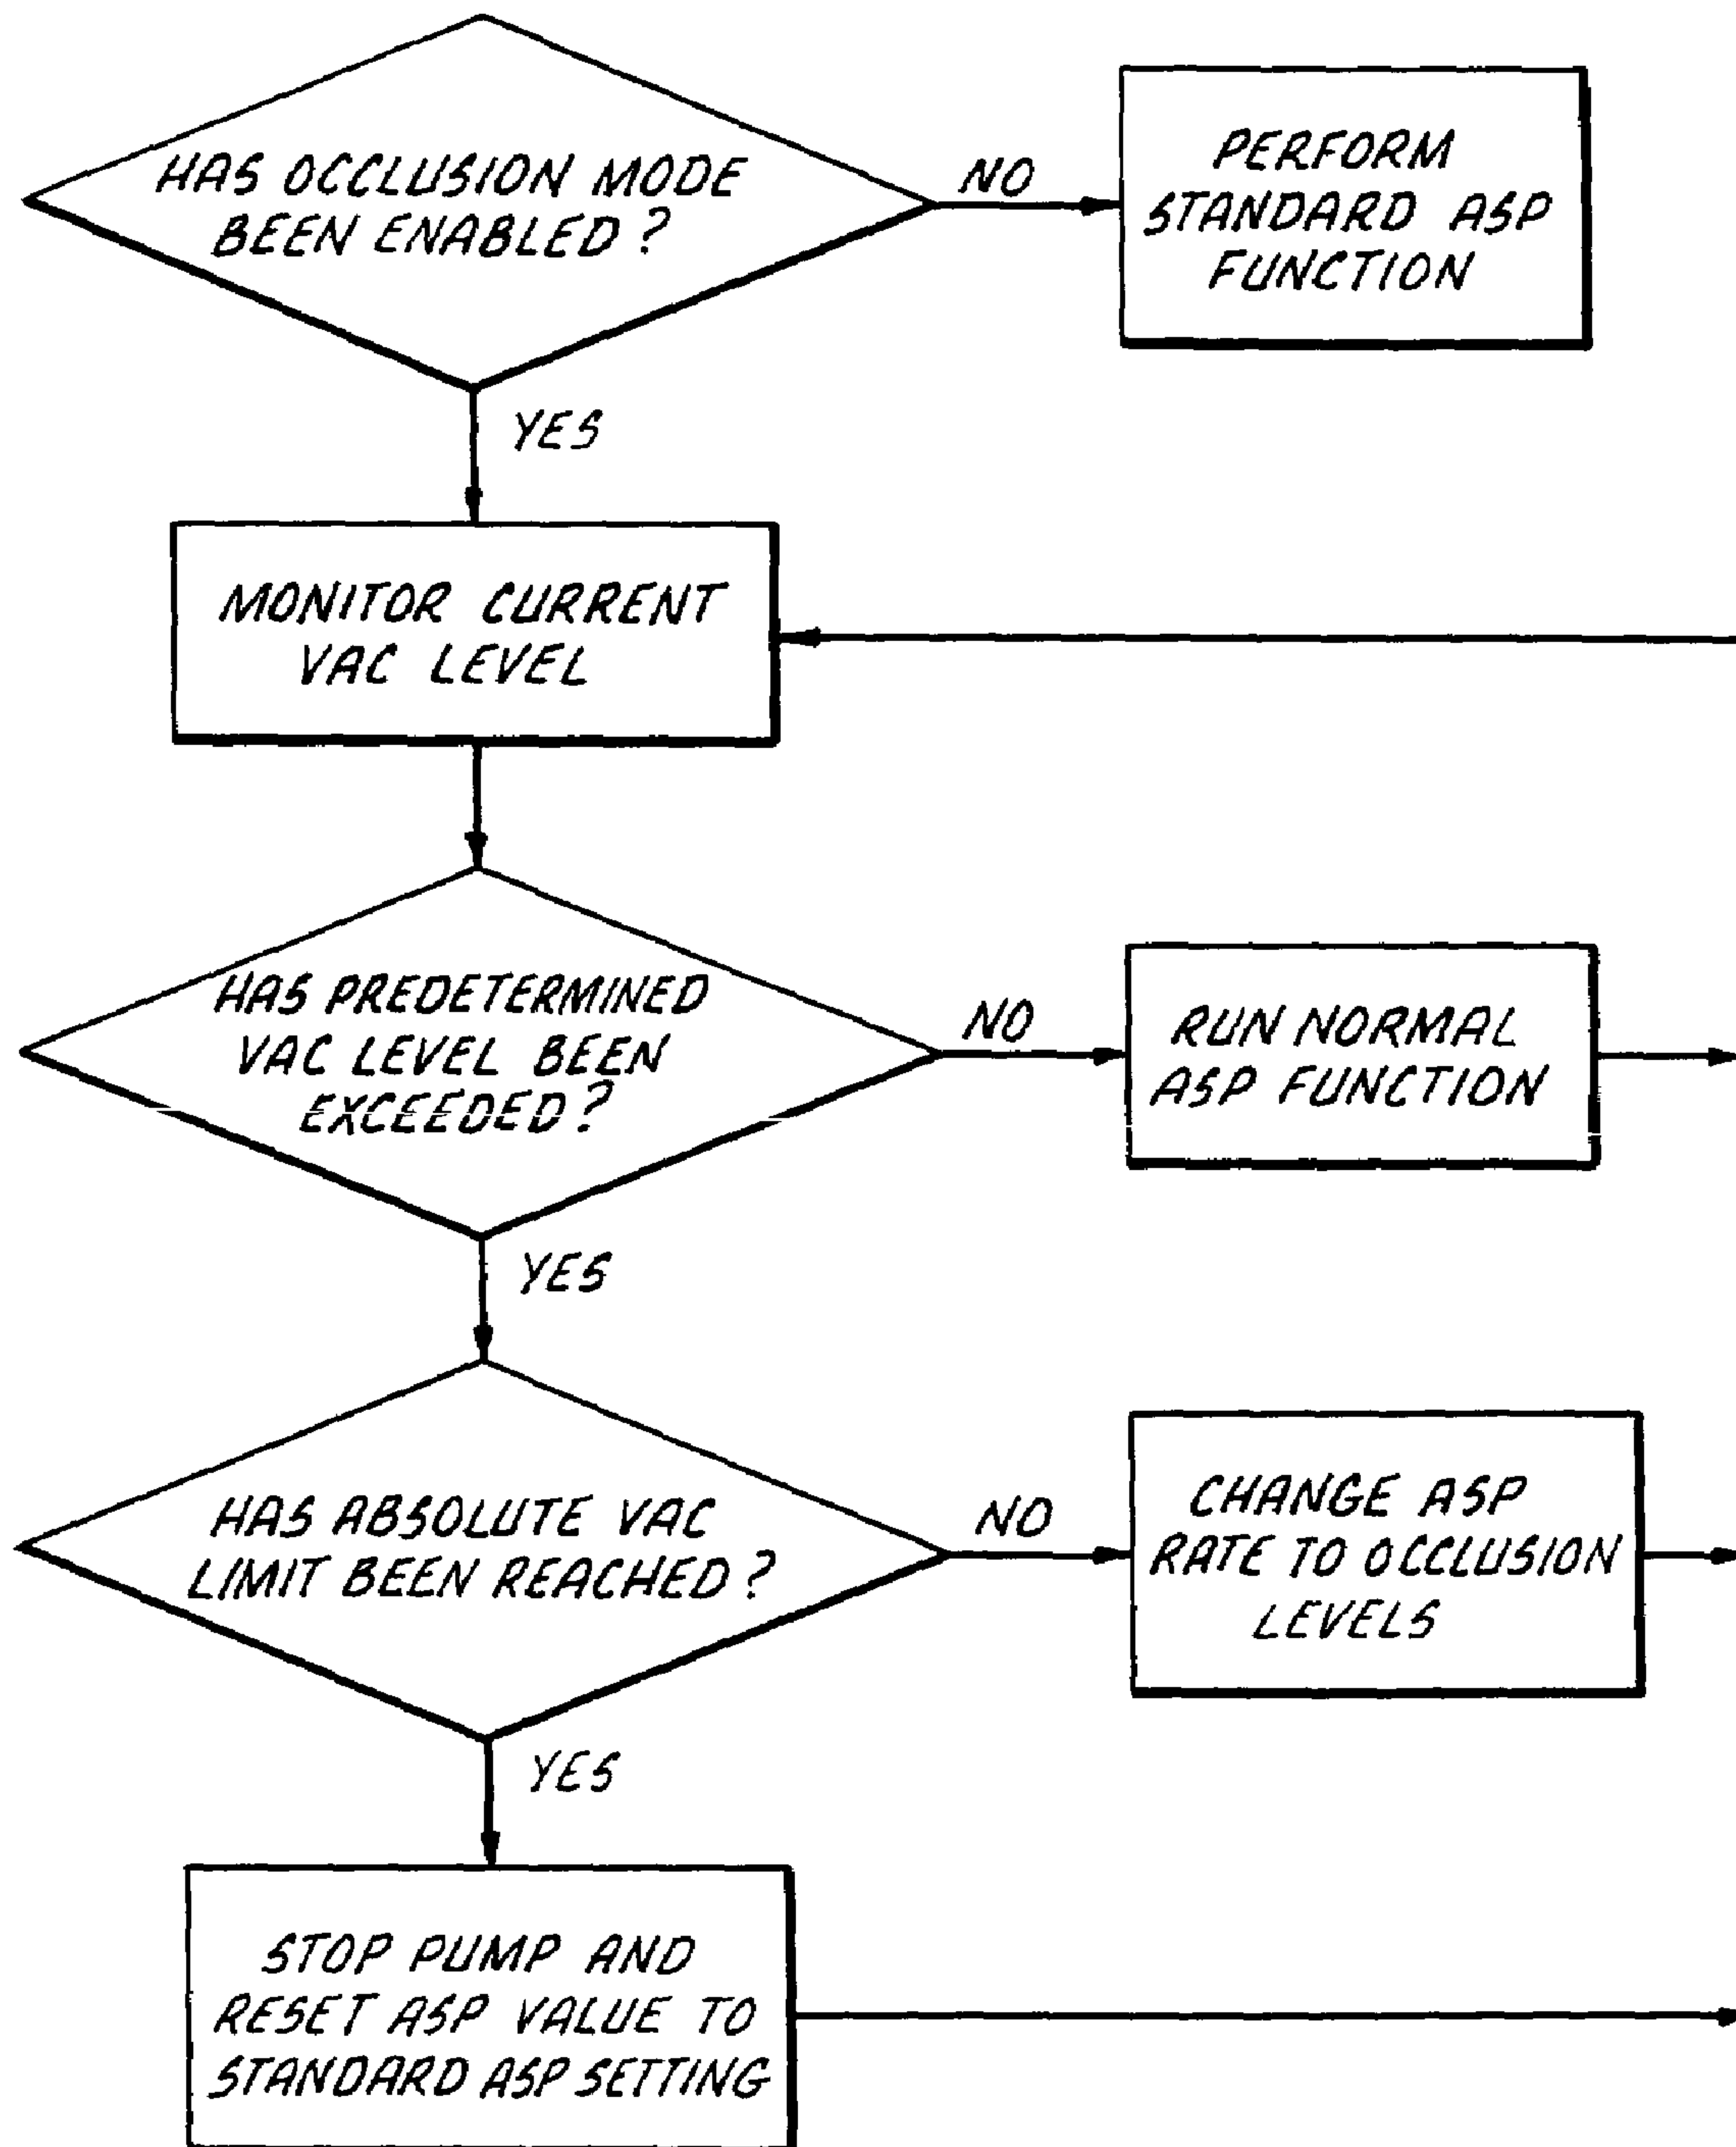 HAS OCCLUSION MODE
BEEN ENABLED?
NO
PERFORM
STANDARD ASP
FUNCTION
YES
MONITOR CURRENT
VAC LEVEL
HAS PREDETERMINED
VAC LEVEL BEEN
EXCEEDED?
NO
RUN NORMAL
ASP FUNCTION
YES
HAS ABSOLUTE VAC
LIMIT BEEN REACHED?
NO
CHANGE ASP
RATE TO OCCLUSION
LEVELS
YES
STOP PUMP AND
RESET ASP VALUE TO
STANDARD ASP SETTING